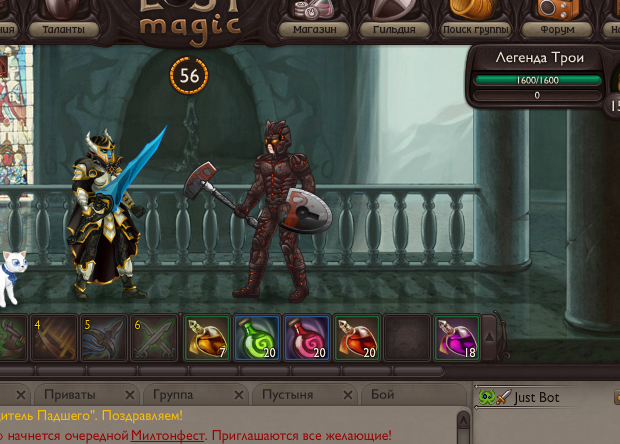 LOST
magic
Таланты
Магазин
Гильдия
Поиск группы
Форум
56
Легенда Трои
1600/1600
0
4
5
6
7
20
20
20
18
Приваты
Группа
Пустыня
Бой
Just Bot
Падшего". Поздравляем!
начнется очередной Милтонфест. Приглашаются все желающие!